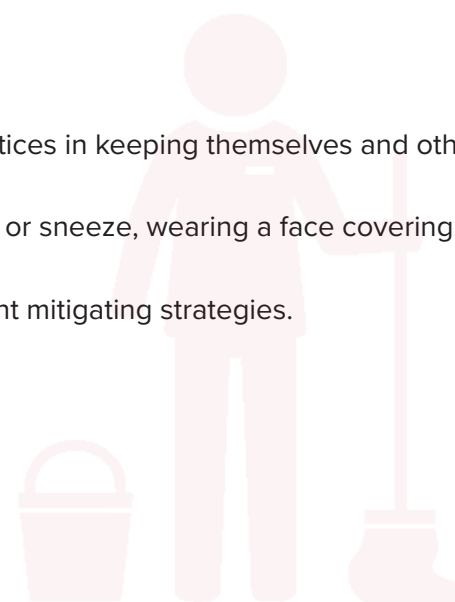 tices in keeping themselves and oth
or sneeze, wearing a face covering
nt mitigating strategies.